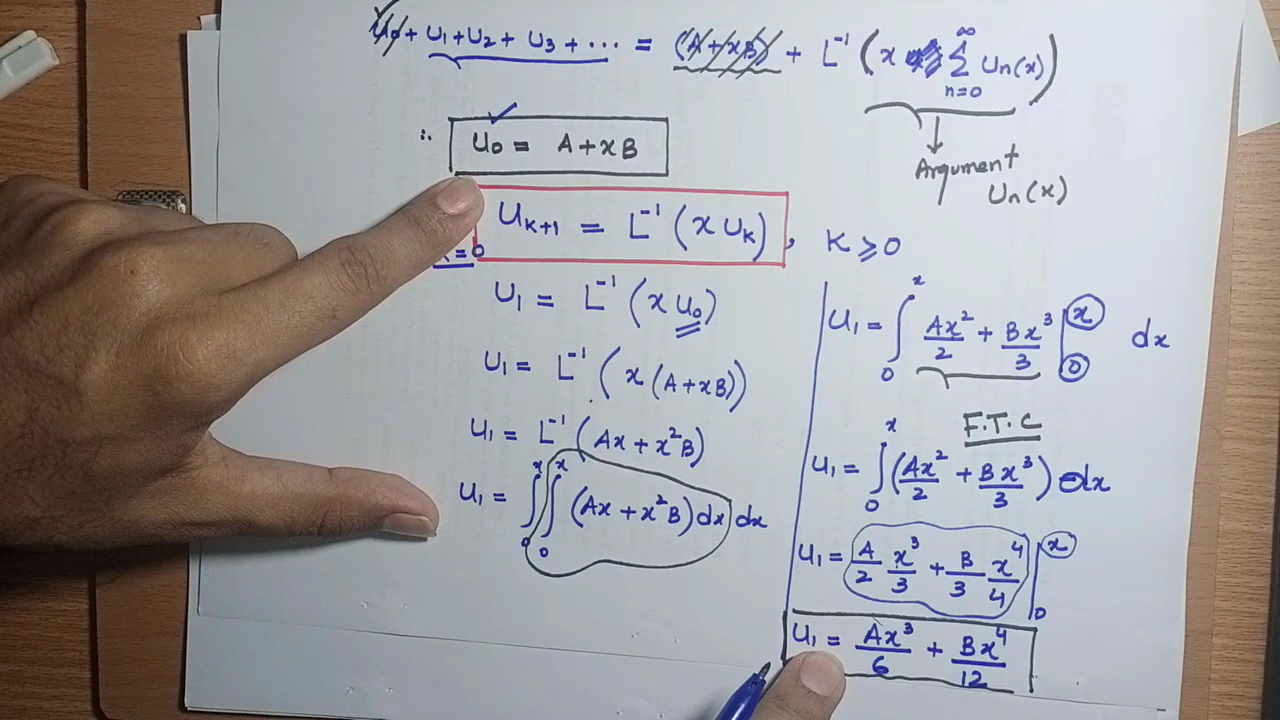 U₀ + U₁ + U₂ + U₃ + ··· = (A + xB) + L⁻¹ (x ∑ₙ₌₀^∞ Uₙ(x))
Argument
Uₙ(x)
∴ U₀ = A + xB
Uₖ₊₁ = L⁻¹ (x Uₖ), K ≥ 0
= 0
U₁ = L⁻¹ (x U₀)
U₁ = L⁻¹ (x (A + xB))
U₁ = L⁻¹ (Ax + x²B)
U₁ = ∫₀ˣ ∫₀ˣ (Ax + x²B) dx dx
U₁ = ∫₀ˣ Ax²/2 + Bx³/3 |₀ˣ dx
F.T.C
U₁ = ∫₀ˣ (Ax²/2 + Bx³/3) dx
U₁ = A/2 x³/3 + B/3 x⁴/4 |₀ˣ
U₁ = Ax³/6 + Bx⁴/12